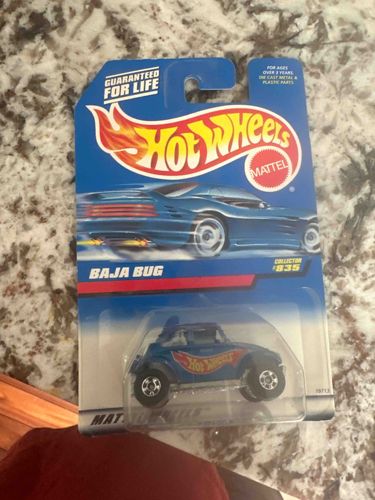 GUARANTEED
FOR LIFE
FOR AGES
OVER 3 YEARS.
DIE CAST METAL &
PLASTIC PARTS
HOT WHEELS
MATTEL
®
BAJA BUG
COLLECTOR
#835
HOT WHEELS